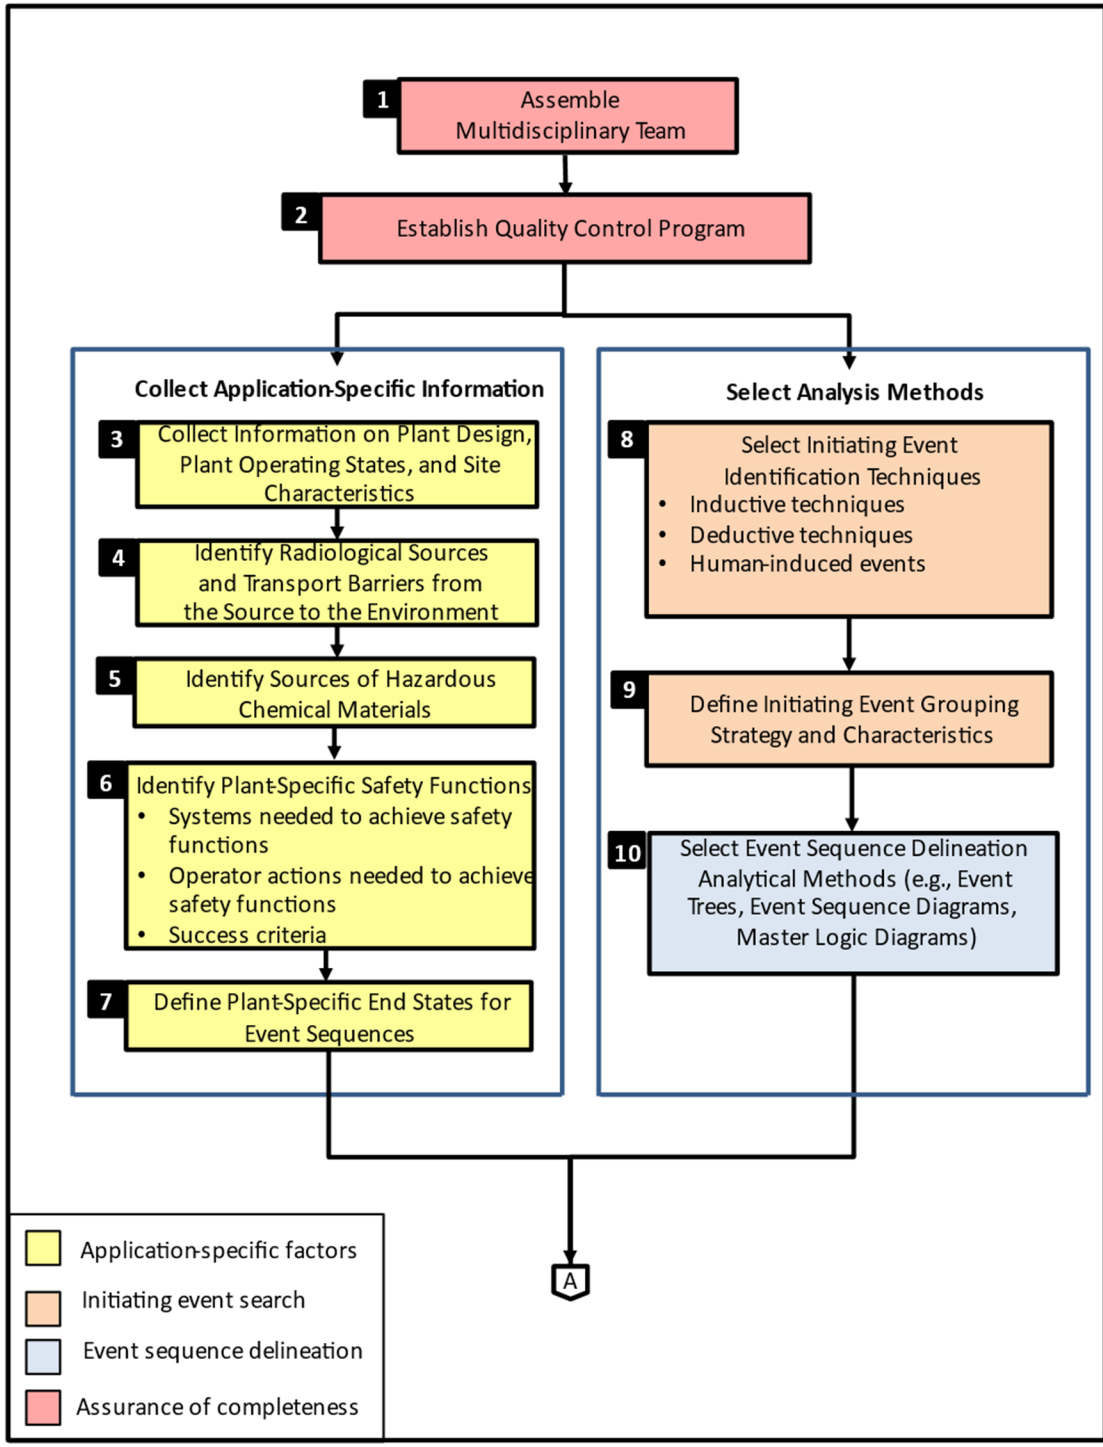 1
Assemble
Multidisciplinary Team
2
Establish Quality Control Program
Collect Application-Specific Information
3
Collect Information on Plant Design,
Plant Operating States, and Site
Characteristics
4
Identify Radiological Sources
and Transport Barriers from
the Source to the Environment
5
Identify Sources of Hazardous
Chemical Materials
6
Identify Plant-Specific Safety Functions
• Systems needed to achieve safety
functions
• Operator actions needed to achieve
safety functions
• Success criteria
7
Define Plant-Specific End States for
Event Sequences
Select Analysis Methods
8
Select Initiating Event
Identification Techniques
• Inductive techniques
• Deductive techniques
• Human-induced events
9
Define Initiating Event Grouping
Strategy and Characteristics
10
Select Event Sequence Delineation
Analytical Methods (e.g., Event
Trees, Event Sequence Diagrams,
Master Logic Diagrams)
A
Application-specific factors
Initiating event search
Event sequence delineation
Assurance of completeness